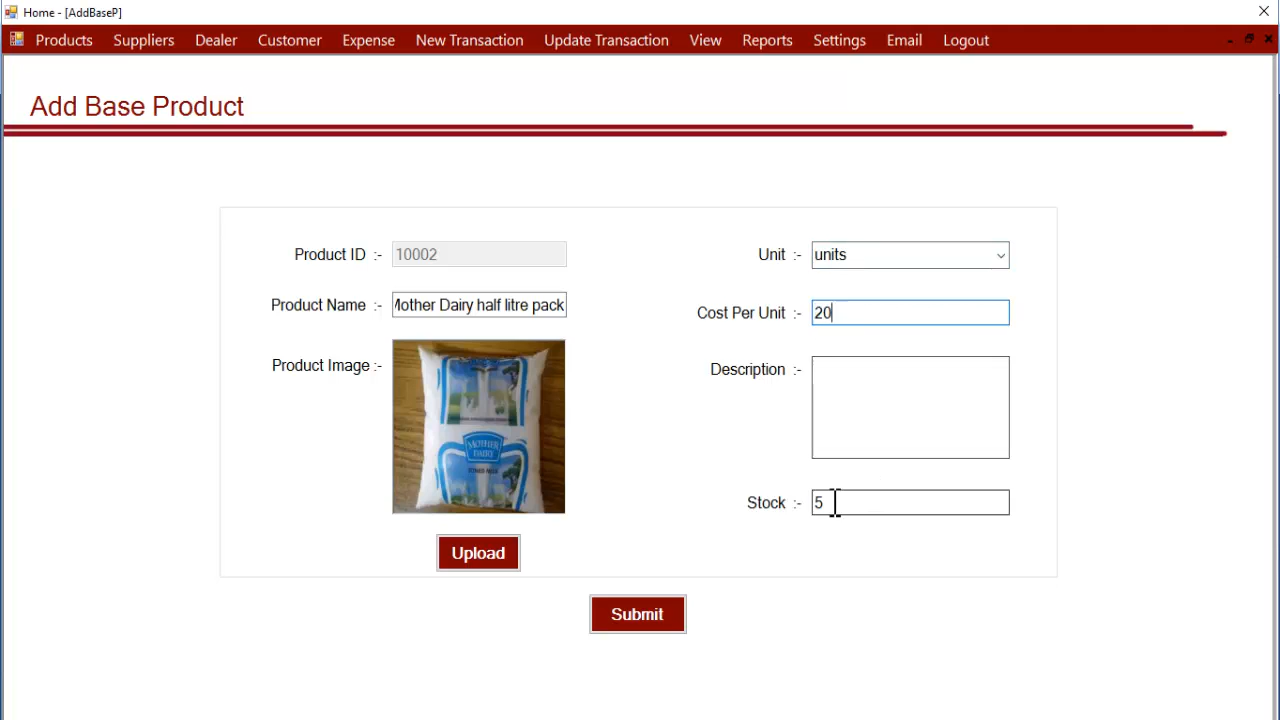 Home - [AddBaseP]
Products Suppliers Dealer Customer Expense New Transaction Update Transaction View Reports Settings Email Logout
Add Base Product
Product ID :- 10002
Unit :- units
Product Name :- Mother Dairy half litre pack
Cost Per Unit :- 20
Product Image :-
MOTHER DAIRY
Description :-
Stock :- 5
Upload
Submit